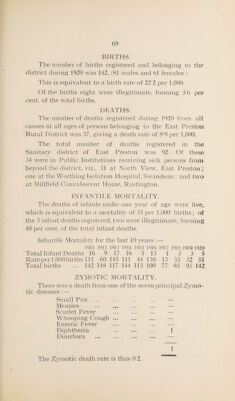 69
BIRTHS.
The number of births registered and belonging to the
district during 1920 was 142, (81 males and 61 females.)
This is equivalent to a birth rate of 22·2 per 1,000.
Of the births eight were illegitimate, forming 5·6 per
cent. of the total births.
DEATHS.
The number of deaths registered during 1920 from all
causes at all ages of persons belonging to the East Preston
Rural District was 57, giving a death rate of 8·9 per 1,000.
The total number of deaths registered in the
Sanitary district of East Preston was 92. Of these
34 were in Public Institutions receiving sick persons from
beyond the district, viz., 31 at North View, East Preston;
one at the Worthing Isolation Hospital, Swandean; and two
at Millfield Convalescent Home, Rustington.
INFANTILE MORTALITY.
The deaths of infants under one year of age were five,
which is equivalent to a mortality of 35 per 1,000 births; of
the 5 infant deaths registered, two were illegitimate, forming
40 per cent. of the total infant deaths.
Infantile Mortality for the last 10 years:—
1911 1912 1913 1914 1915 1916 1917 1918 1919 1920
Total Infant Deaths 16 9 17 16 5 13 1 3 3 5
Rate per 1,000 births 111 60 145 111 44 130 13 35 32 35
Total births ... 142 148 117 144 113 100 77 85 93 142
ZYMOTIC MORTALITY.
There was a death from one of the seven principal Zymo-
tic diseases:—
Small Pox ... ... ... ... —
Measles ... ... ... ... —
Scarlet Fever ... ... ... —
Whooping Cough ... ... ... —
Enteric Fever ... ... ... —
Diphtheria ... ... ... 1
Diarrhœa ... ... ... ... —
1
The Zymotic death rate is thus 0·2.